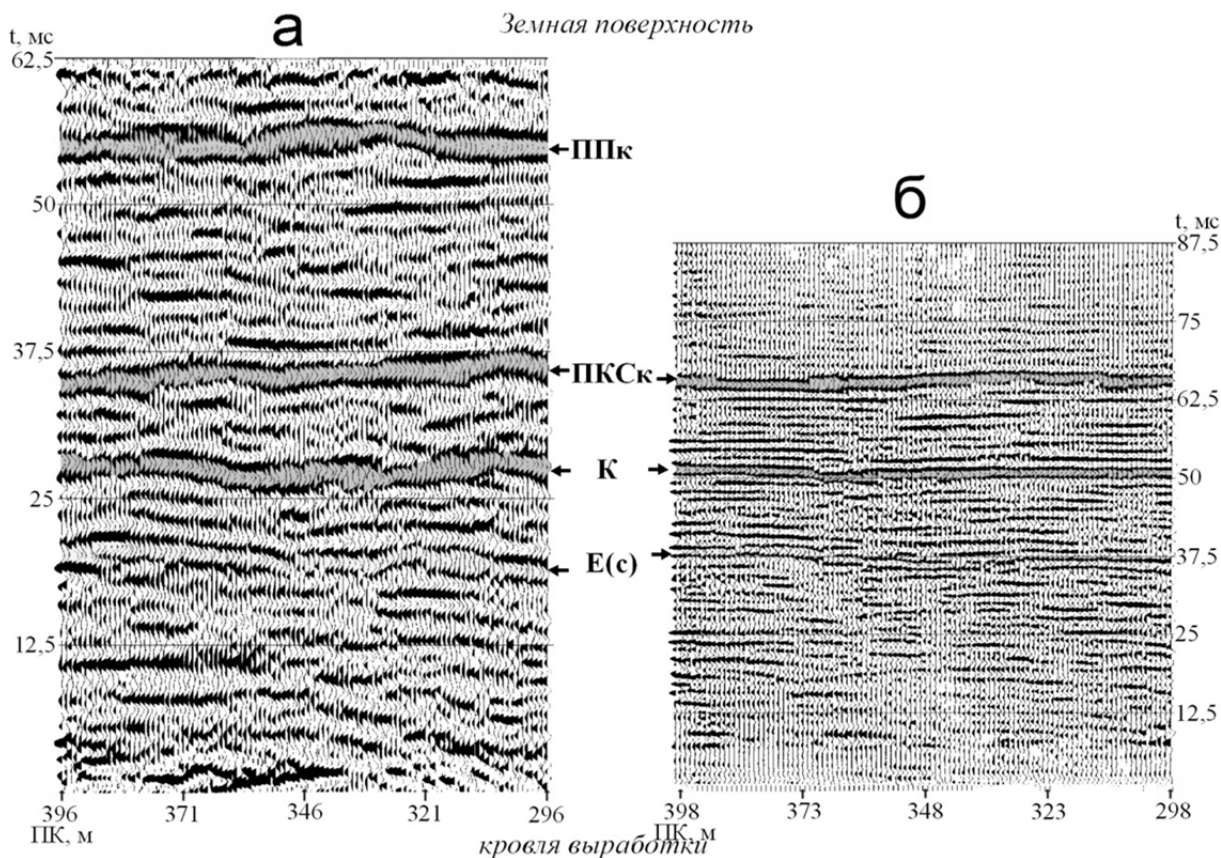 а
Земная поверхность
t, мс
62,5
50
37,5
25
12,5
396
371
346
321
296
ПК, м
ППк
ПКСк
К
Е(с)
б
t, мс
87,5
75
62,5
50
37,5
25
12,5
398
373
348
323
298
ПК, м
кровля выработки